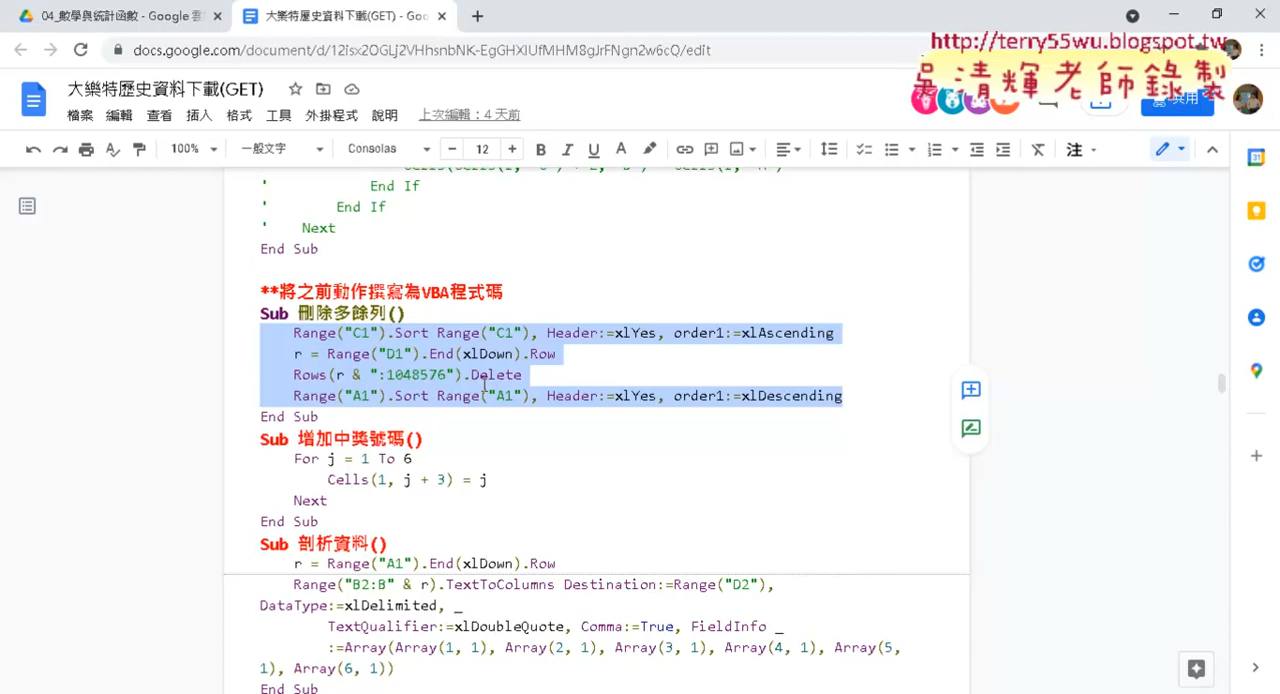 04_數學與統計函數 - Google 雲
大樂特歷史資料下載(GET) - Goo
docs.google.com/document/d/12isx2OGLj2VHhsnbNK-EgGHXIUfMHM8gJrFNgn2w6cQ/edit
http://terry55wu.blogspot.tw
吳清輝老師錄製
大樂特歷史資料下載(GET)
共用
檔案 編輯 查看 插入 格式 工具 外掛程式 說明 上次編輯：4 天前
100% 一般文字 Consolas 12 注
' End If
' End If
' Next
End Sub
**將之前動作撰寫為VBA程式碼
Sub 刪除多餘列()
Range("C1").Sort Range("C1"), Header:=xlYes, order1:=xlAscending
r = Range("D1").End(xlDown).Row
Rows(r & ":1048576").Delete
Range("A1").Sort Range("A1"), Header:=xlYes, order1:=xlDescending
End Sub
Sub 增加中獎號碼()
For j = 1 To 6
Cells(1, j + 3) = j
Next
End Sub
Sub 剖析資料()
r = Range("A1").End(xlDown).Row
Range("B2:B" & r).TextToColumns Destination:=Range("D2"),
DataType:=xlDelimited, _
TextQualifier:=xlDoubleQuote, Comma:=True, FieldInfo _
:=Array(Array(1, 1), Array(2, 1), Array(3, 1), Array(4, 1), Array(5,
1), Array(6, 1))
End Sub